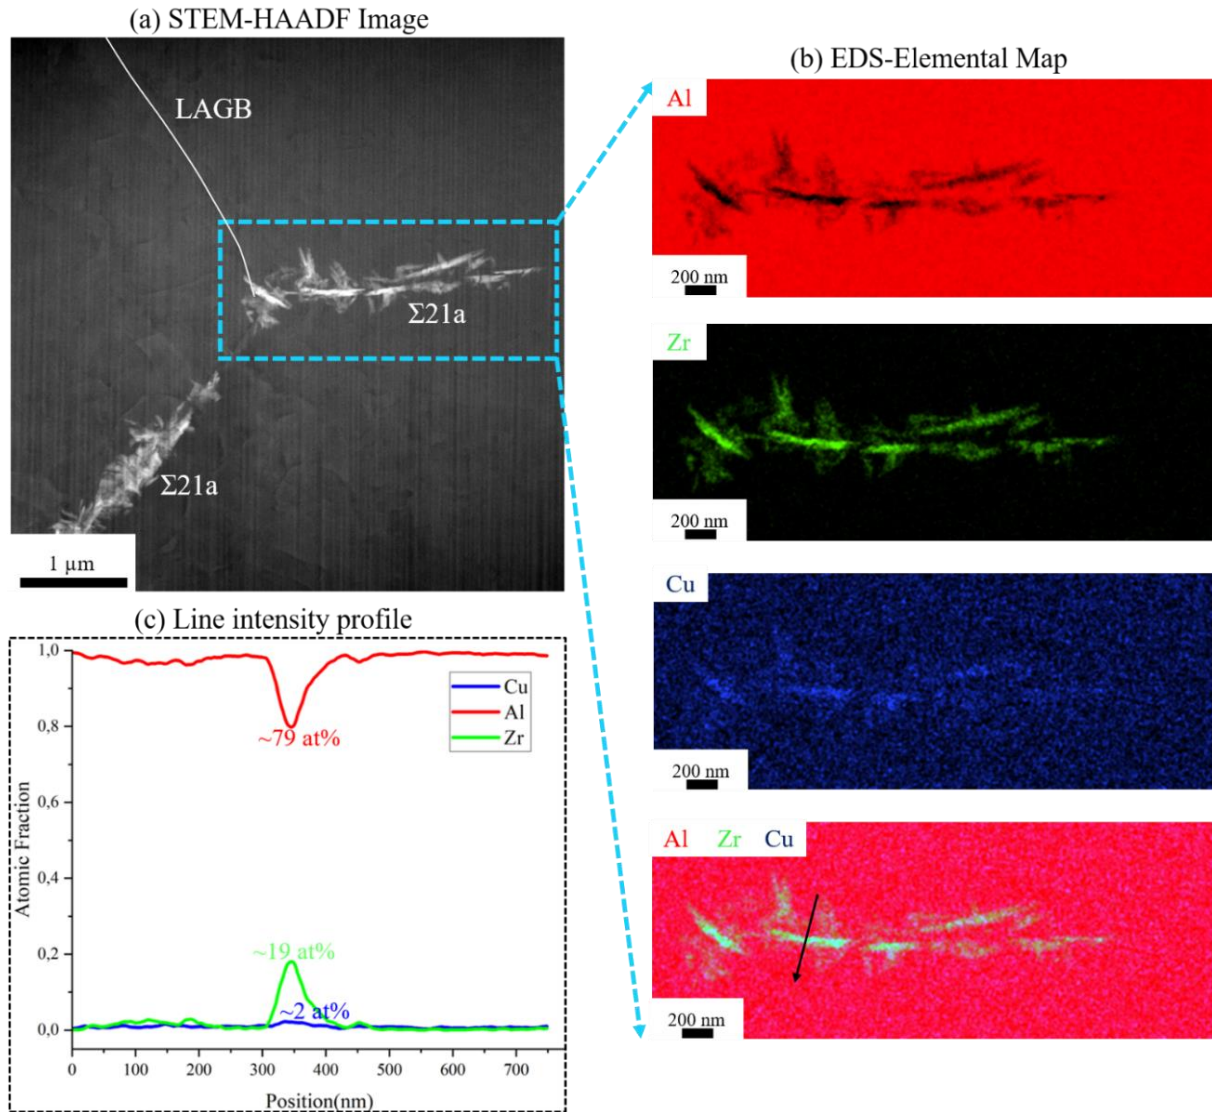 (a) STEM-HAADF Image
LAGB
Σ21a
Σ21a
1 µm
(b) EDS-Elemental Map
Al
200 nm
Zr
200 nm
Cu
200 nm
Al Zr Cu
200 nm
(c) Line intensity profile
1,0
0,8
0,6
0,4
0,2
0,0
Atomic Fraction
Cu
Al
Zr
~79 at%
~19 at%
~2 at%
0 100 200 300 400 500 600 700
Position(nm)